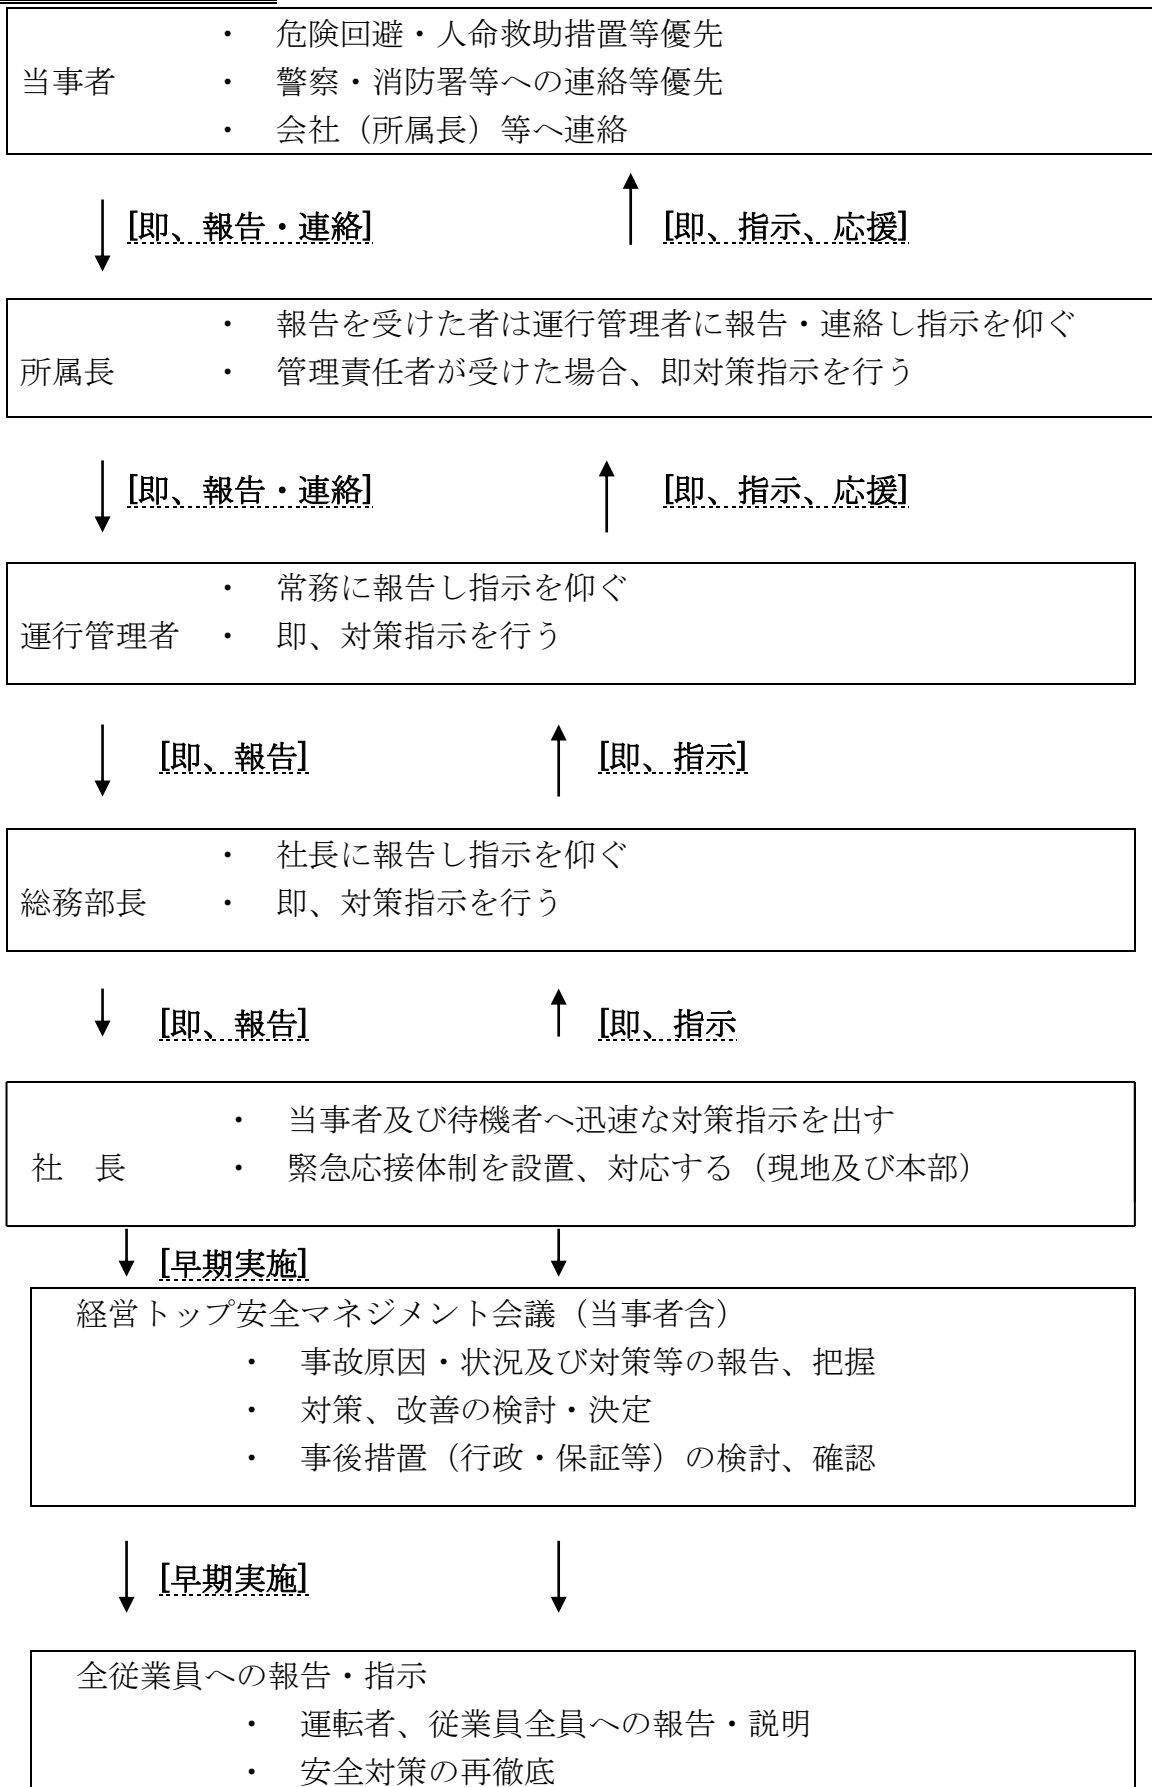 ・ 危険回避・人命救助措置等優先
当事者 ・ 警察・消防署等への連絡等優先
・ 会社（所属長）等へ連絡
[即、報告・連絡] [即、指示、応援]
・ 報告を受けた者は運行管理者に報告・連絡し指示を仰ぐ
所属長 ・ 管理責任者が受けた場合、即対策指示を行う
[即、報告・連絡] [即、指示、応援]
・ 常務に報告し指示を仰ぐ
運行管理者 ・ 即、対策指示を行う
[即、報告] [即、指示]
・ 社長に報告し指示を仰ぐ
総務部長 ・ 即、対策指示を行う
[即、報告] [即、指示
・ 当事者及び待機者へ迅速な対策指示を出す
社　長 ・ 緊急応接体制を設置、対応する（現地及び本部）
[早期実施]
経営トップ安全マネジメント会議（当事者含）
・ 事故原因・状況及び対策等の報告、把握
・ 対策、改善の検討・決定
・ 事後措置（行政・保証等）の検討、確認
[早期実施]
全従業員への報告・指示
・ 運転者、従業員全員への報告・説明
・ 安全対策の再徹底